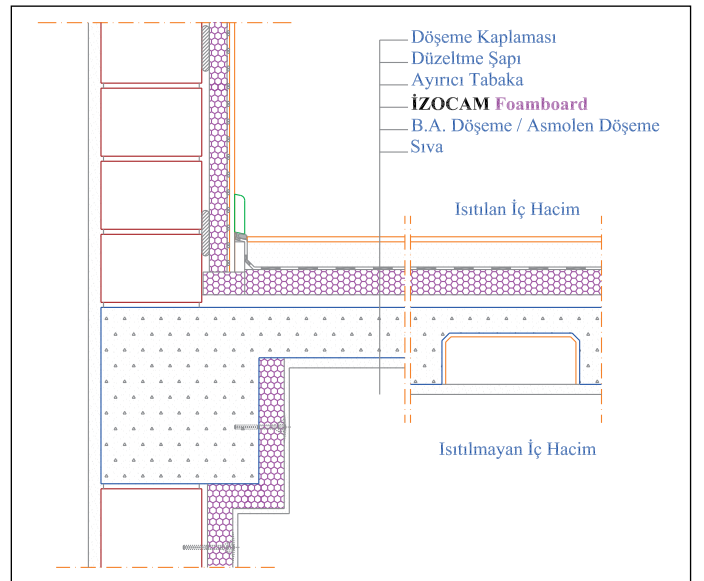 Döşeme Kaplaması
Düzeltme Şapı
Ayırıcı Tabaka
İZOCAM Foamboard
B.A. Döşeme / Asmolen Döşeme
Sıva
Isıtılan İç Hacim
Isıtılmayan İç Hacim